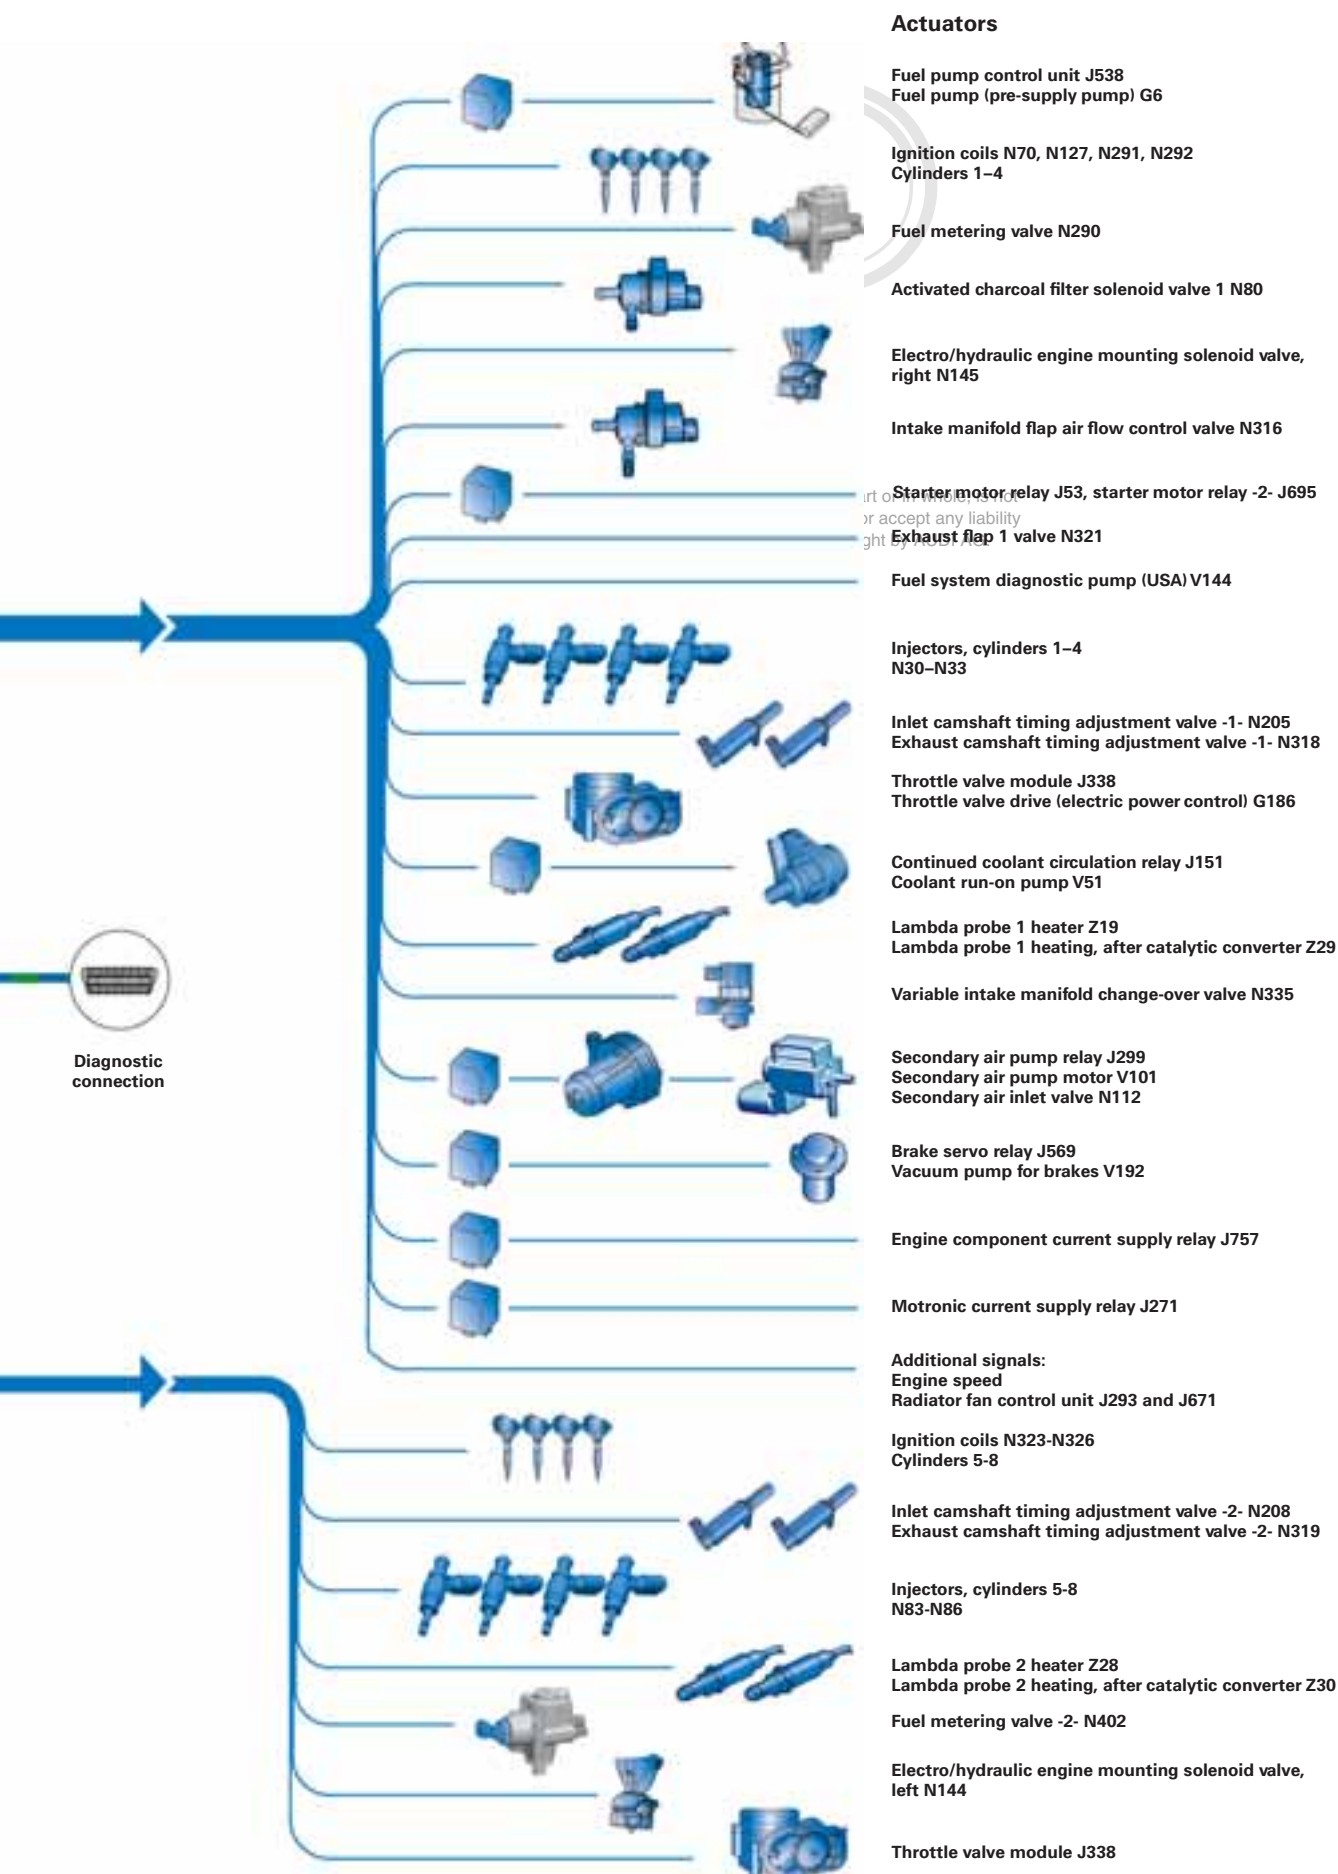 Actuators
Fuel pump control unit J538
Fuel pump (pre-supply pump) G6
Ignition coils N70, N127, N291, N292
Cylinders 1–4
Fuel metering valve N290
Activated charcoal filter solenoid valve 1 N80
Electro/hydraulic engine mounting solenoid valve,
right N145
Intake manifold flap air flow control valve N316
Starter motor relay J53, starter motor relay -2- J695
or accept any liability
Exhaust flap 1 valve N321
Fuel system diagnostic pump (USA) V144
Injectors, cylinders 1–4
N30–N33
Inlet camshaft timing adjustment valve -1- N205
Exhaust camshaft timing adjustment valve -1- N318
Throttle valve module J338
Throttle valve drive (electric power control) G186
Continued coolant circulation relay J151
Coolant run-on pump V51
Lambda probe 1 heater Z19
Lambda probe 1 heating, after catalytic converter Z29
Variable intake manifold change-over valve N335
Diagnostic
connection
Secondary air pump relay J299
Secondary air pump motor V101
Secondary air inlet valve N112
Brake servo relay J569
Vacuum pump for brakes V192
Engine component current supply relay J757
Motronic current supply relay J271
Additional signals:
Engine speed
Radiator fan control unit J293 and J671
Ignition coils N323-N326
Cylinders 5-8
Inlet camshaft timing adjustment valve -2- N208
Exhaust camshaft timing adjustment valve -2- N319
Injectors, cylinders 5-8
N83-N86
Lambda probe 2 heater Z28
Lambda probe 2 heating, after catalytic converter Z30
Fuel metering valve -2- N402
Electro/hydraulic engine mounting solenoid valve,
left N144
Throttle valve module J338